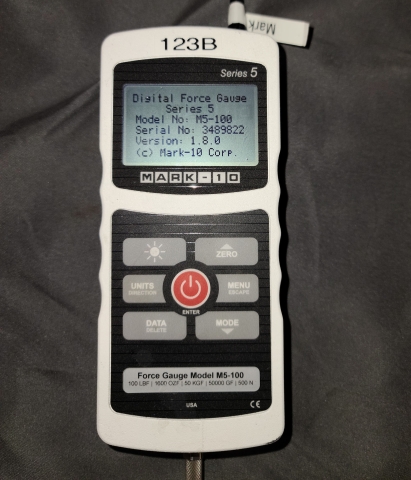 Mark
123B
Series 5
Digital Force Gauge
Series 5
Model No: M5-100
Serial No: 3489822
Version: 1.8.0
(c) Mark-10 Corp.
MARK-10
ZERO
UNITS
DIRECTION
MENU
ESCAPE
ENTER
DATA
DELETE
MODE
Force Gauge Model M5-100
100 LBF | 1600 OZF | 50 KGF | 50000 GF | 500 N
USA
CE